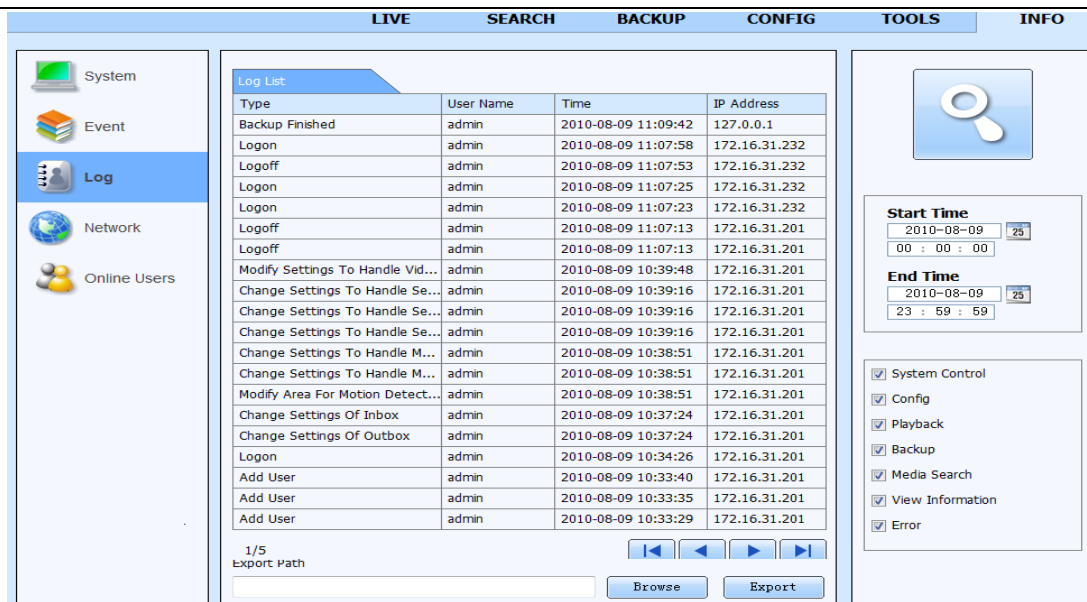 LIVE SEARCH BACKUP CONFIG TOOLS INFO
System
Event
Log
Network
Online Users
Log List
Type User Name Time IP Address
Backup Finished admin 2010-08-09 11:09:42 127.0.0.1
Logon admin 2010-08-09 11:07:58 172.16.31.232
Logoff admin 2010-08-09 11:07:53 172.16.31.232
Logon admin 2010-08-09 11:07:25 172.16.31.232
Logon admin 2010-08-09 11:07:23 172.16.31.232
Logoff admin 2010-08-09 11:07:13 172.16.31.201
Logoff admin 2010-08-09 11:07:13 172.16.31.201
Modify Settings To Handle Vid... admin 2010-08-09 10:39:48 172.16.31.201
Change Settings To Handle Se... admin 2010-08-09 10:39:16 172.16.31.201
Change Settings To Handle Se... admin 2010-08-09 10:39:16 172.16.31.201
Change Settings To Handle Se... admin 2010-08-09 10:39:16 172.16.31.201
Change Settings To Handle M... admin 2010-08-09 10:38:51 172.16.31.201
Change Settings To Handle M... admin 2010-08-09 10:38:51 172.16.31.201
Modify Area For Motion Detect... admin 2010-08-09 10:38:51 172.16.31.201
Change Settings Of Inbox admin 2010-08-09 10:37:24 172.16.31.201
Change Settings Of Outbox admin 2010-08-09 10:37:24 172.16.31.201
Logon admin 2010-08-09 10:34:26 172.16.31.201
Add User admin 2010-08-09 10:33:40 172.16.31.201
Add User admin 2010-08-09 10:33:35 172.16.31.201
Add User admin 2010-08-09 10:33:29 172.16.31.201
1/5
Export Path
Browse Export
Start Time
2010-08-09 25
00 : 00 : 00
End Time
2010-08-09 25
23 : 59 : 59
System Control
Config
Playback
Backup
Media Search
View Information
Error